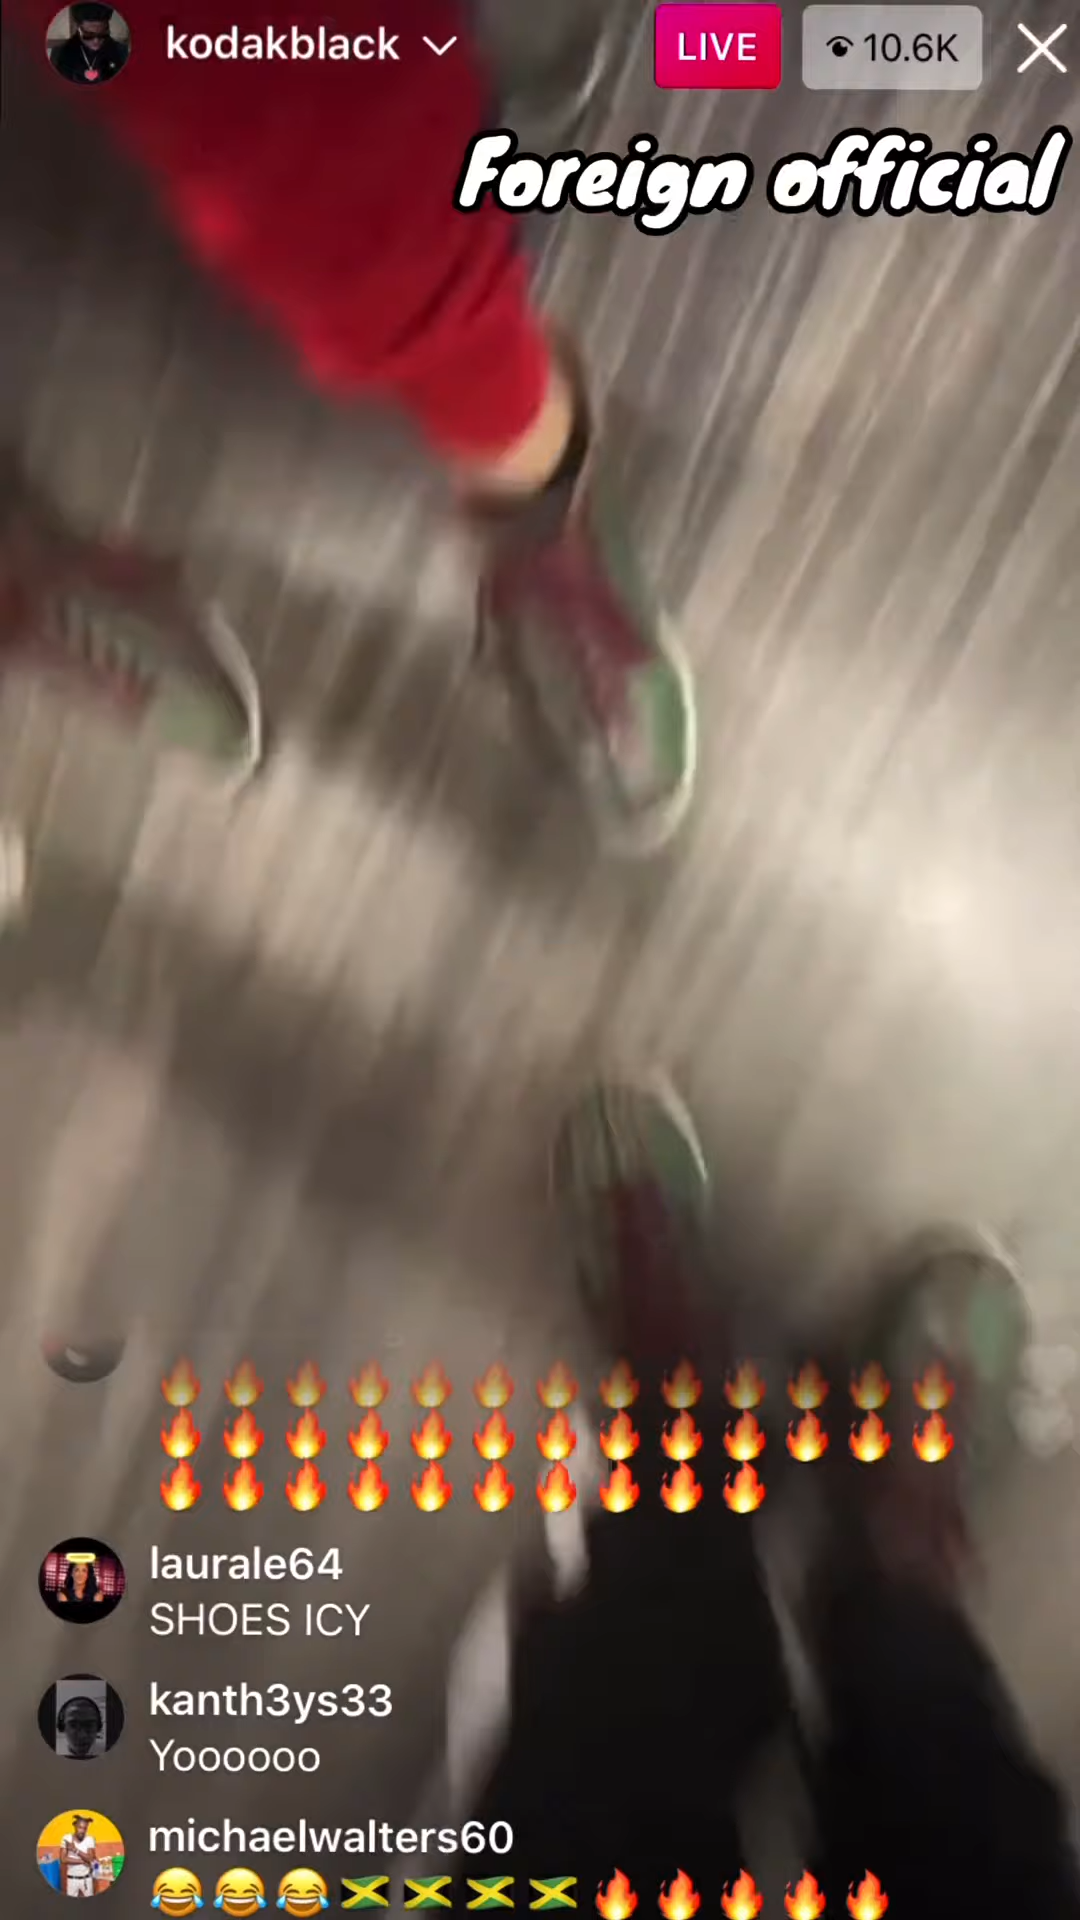 kodakblack
LIVE
10.6K
Foreign official
🔥🔥🔥🔥🔥🔥🔥🔥🔥🔥🔥🔥🔥
🔥🔥🔥🔥🔥🔥🔥🔥🔥🔥🔥🔥🔥
🔥🔥🔥🔥🔥🔥🔥🔥🔥🔥
laurale64
SHOES ICY
kanth3ys33
Yoooooo
michaelwalters60
😂😂😂🇯🇲🇯🇲🇯🇲🇯🇲🔥🔥🔥🔥🔥